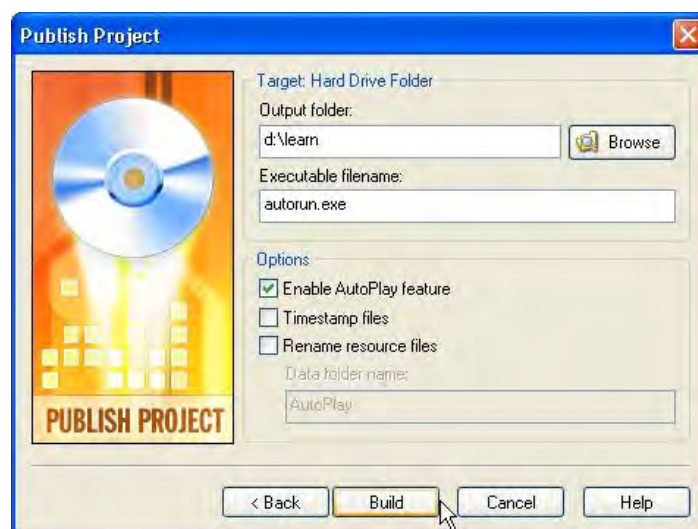 Publish Project
Target: Hard Drive Folder
Output folder:
d:\learn
Browse
Executable filename:
autorun.exe
Options
Enable AutoPlay feature
Timestamp files
Rename resource files
Data folder name:
AutoPlay
PUBLISH PROJECT
< Back Build Cancel Help